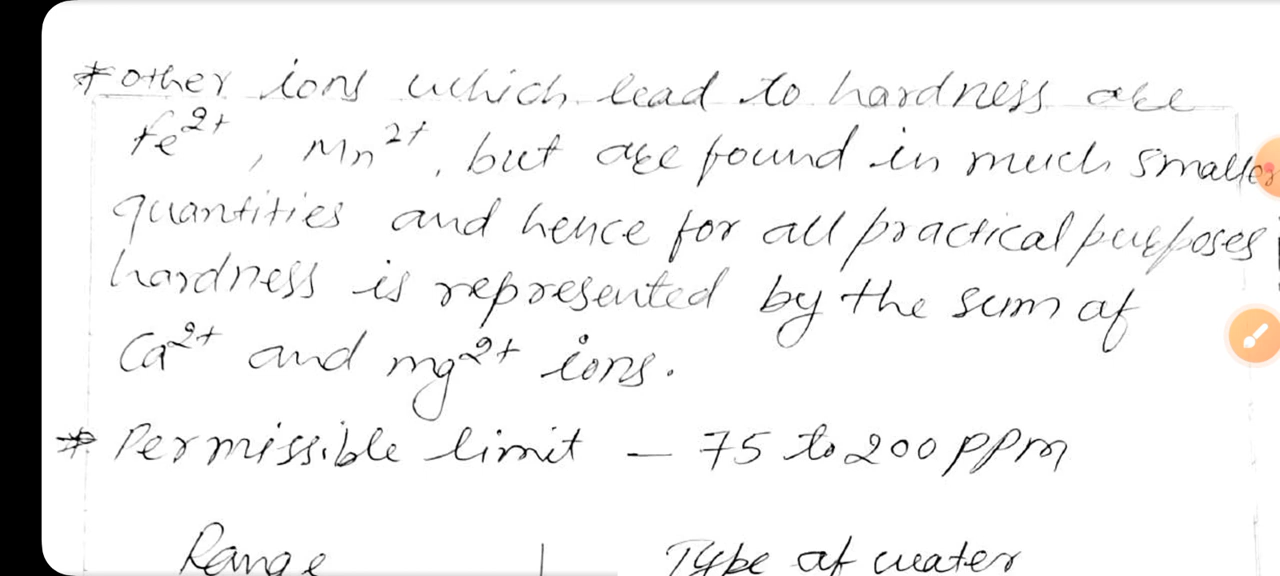 * other ions which lead to hardness are
Fe²⁺, Mn²⁺, but are found in much smaller
quantities and hence for all practical purposes
hardness is represented by the sum of
Ca²⁺ and mg²⁺ ions.
* Permissible limit – 75 to 200 ppm
Range | Type of water